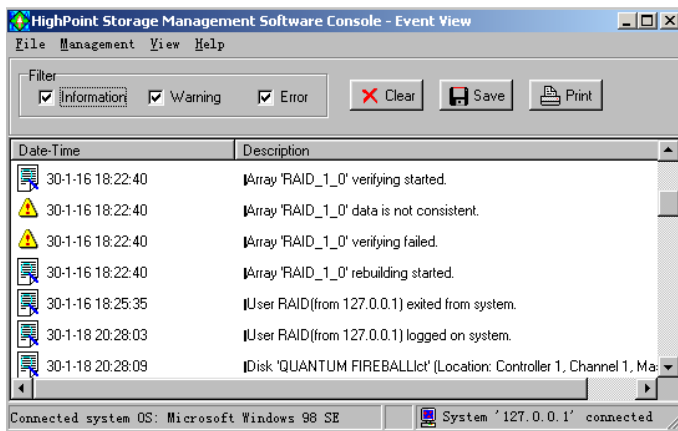 HighPoint Storage Management Software Console - Event View
File Management View Help
Filter
Information Warning Error Clear Save Print
Date-Time Description
30-1-16 18:22:40 Array 'RAID_1_0' verifying started.
30-1-16 18:22:40 Array 'RAID_1_0' data is not consistent.
30-1-16 18:22:40 Array 'RAID_1_0' verifying failed.
30-1-16 18:22:40 Array 'RAID_1_0' rebuilding started.
30-1-16 18:25:35 User RAID(from 127.0.0.1) exited from system.
30-1-18 20:28:03 User RAID(from 127.0.0.1) logged on system.
30-1-18 20:28:09 Disk 'QUANTUM FIREBALLlct' (Location: Controller 1, Channel 1, Ma
Connected system OS: Microsoft Windows 98 SE System '127.0.0.1' connected